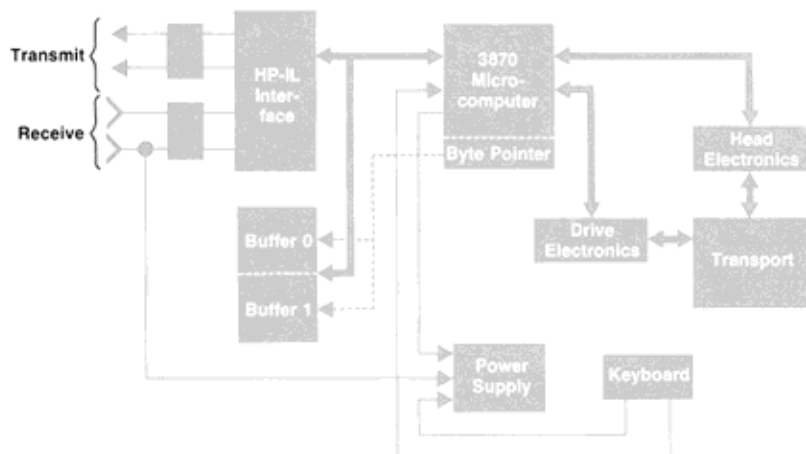 Transmit
Receive
HP-IL
Inter-
face
3870
Micro-
computer
Byte Pointer
Head
Electronics
Buffer 0
Buffer 1
Drive
Electronics
Transport
Power
Supply
Keyboard